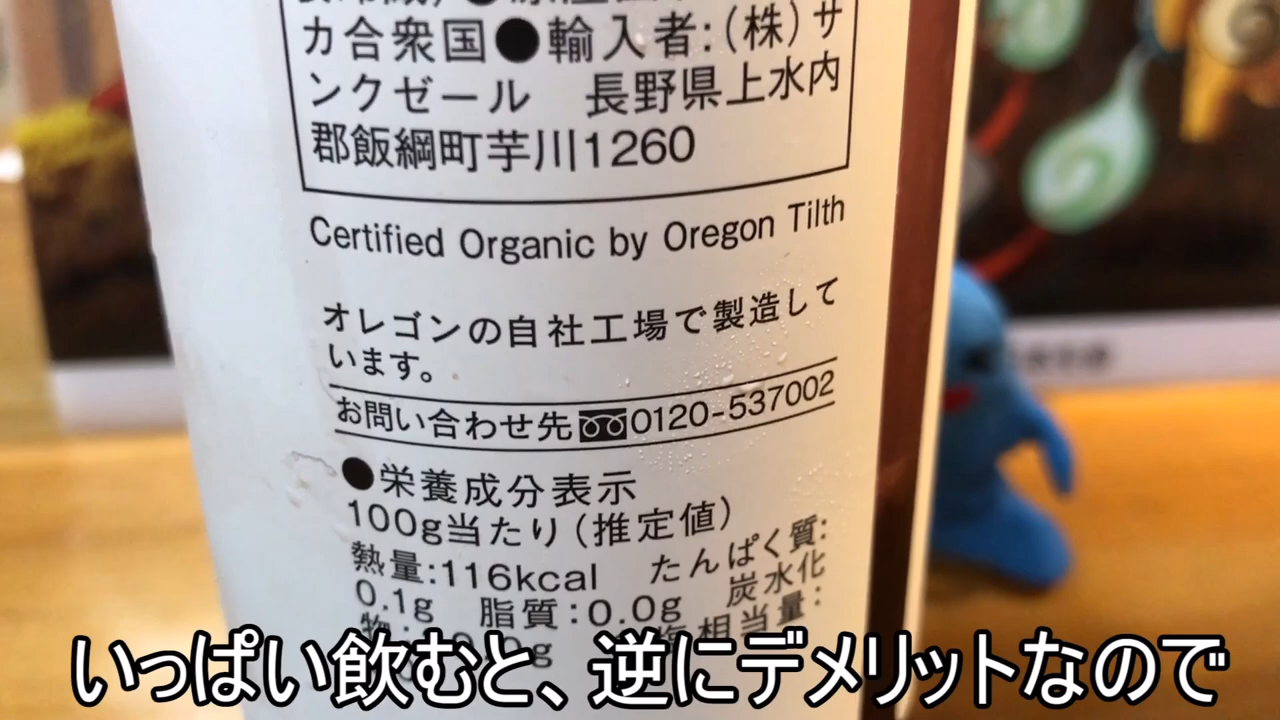 カ合衆国●輸入者:(株)サ
ンクゼール 長野県上水内
郡飯綱町芋川1260
Certified Organic by Oregon Tilth
オレゴンの自社工場で製造して
います。
お問い合わせ先 0120-537002
●栄養成分表示
100g当たり(推定値)
熱量:116kcal たんぱく質:
0.1g 脂質:0.0g 炭水化
物: 相当量:
いっぱい飲むと、逆にデメリットなので